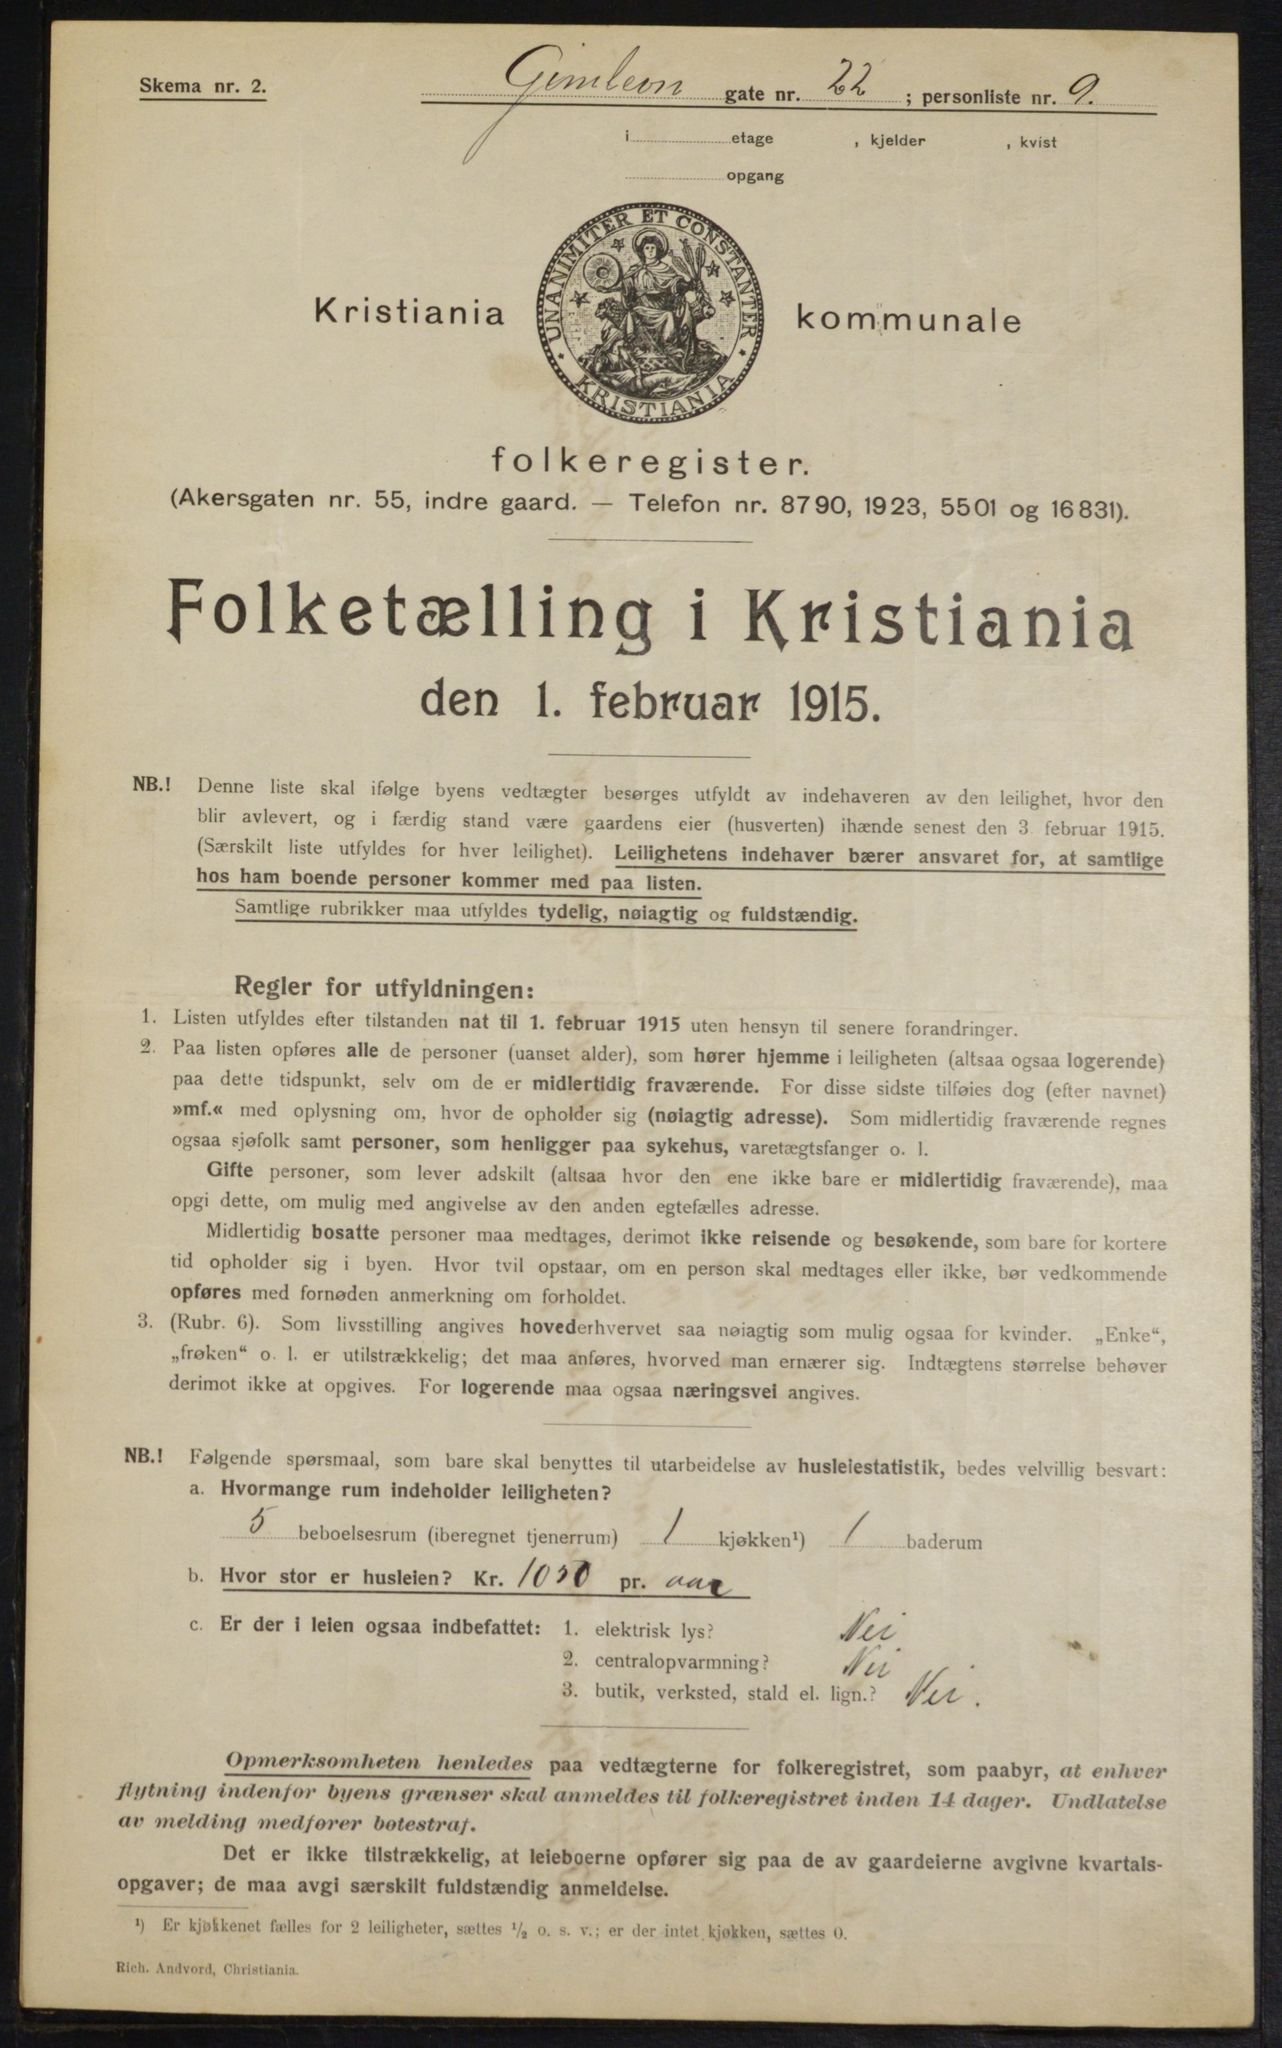 Skema nr. 2.
Gimleon gate nr. 22 ; personliste nr. 9.
i etage , kjelder , kvist
opgang
UNANIMITER ET CONSTANTER
KRISTIANIA
Kristiania kommunale
folkeregister.
(Akersgaten nr. 55, indre gaard. — Telefon nr. 8790, 1923, 5501 og 16831).
Folketælling i Kristiania
den 1. februar 1915.
NB.! Denne liste skal ifølge byens vedtægter besørges utfyldt av indehaveren av den leilighet, hvor den
blir avlevert, og i færdig stand være gaardens eier (husverten) ihænde senest den 3. februar 1915.
(Særskilt liste utfyldes for hver leilighet). Leilighetens indehaver bærer ansvaret for, at samtlige
hos ham boende personer kommer med paa listen.
Samtlige rubrikker maa utfyldes tydelig, nøiagtig og fuldstændig.
Regler for utfyldningen:
1. Listen utfyldes efter tilstanden nat til 1. februar 1915 uten hensyn til senere forandringer.
2. Paa listen opføres alle de personer (uanset alder), som hører hjemme i leiligheten (altsaa ogsaa logerende)
paa dette tidspunkt, selv om de er midlertidig fraværende. For disse sidste tilføies dog (efter navnet)
»mf.« med oplysning om, hvor de opholder sig (nøiagtig adresse). Som midlertidig fraværende regnes
ogsaa sjøfolk samt personer, som henligger paa sykehus, varetægtsfanger o. l.
Gifte personer, som lever adskilt (altsaa hvor den ene ikke bare er midlertidig fraværende), maa
opgi dette, om mulig med angivelse av den anden egtefælles adresse.
Midlertidig bosatte personer maa medtages, derimot ikke reisende og besøkende, som bare for kortere
tid opholder sig i byen. Hvor tvil opstaar, om en person skal medtages eller ikke, bør vedkommende
opføres med fornøden anmerkning om forholdet.
3. (Rubr. 6). Som livsstilling angives hovederhvervet saa nøiagtig som mulig ogsaa for kvinder. „Enke“,
„frøken“ o. l. er utilstrækkelig; det maa anføres, hvorved man ernærer sig. Indtægtens størrelse behøver
derimot ikke at opgives. For logerende maa ogsaa næringsvei angives.
NB.! Følgende spørsmaal, som bare skal benyttes til utarbeidelse av husleiestatistik, bedes velvillig besvart:
a. Hvormange rum indeholder leiligheten?
5 beboelsesrum (iberegnet tjenerrum) 1 kjøkken¹) 1 baderum
b. Hvor stor er husleien? Kr. 1050 pr. aar
c. Er der i leien ogsaa indbefattet: 1. elektrisk lys? Nei
2. centralopvarmning? Nei
3. butik, verksted, stald el. lign.? Nei.
Opmerksomheten henledes paa vedtægterne for folkeregistret, som paabyr, at enhver
flytning indenfor byens grænser skal anmeldes til folkeregistret inden 14 dager. Undlatelse
av melding medfører bøtestraf.
Det er ikke tilstrækkelig, at leieboerne opfører sig paa de av gaardeierne avgivne kvartals-
opgaver; de maa avgi særskilt fuldstændig anmeldelse.
¹) Er kjøkkenet fælles for 2 leiligheter, sættes ½ o. s. v.; er der intet kjøkken, sættes 0.
Rich. Andvord, Christiania.